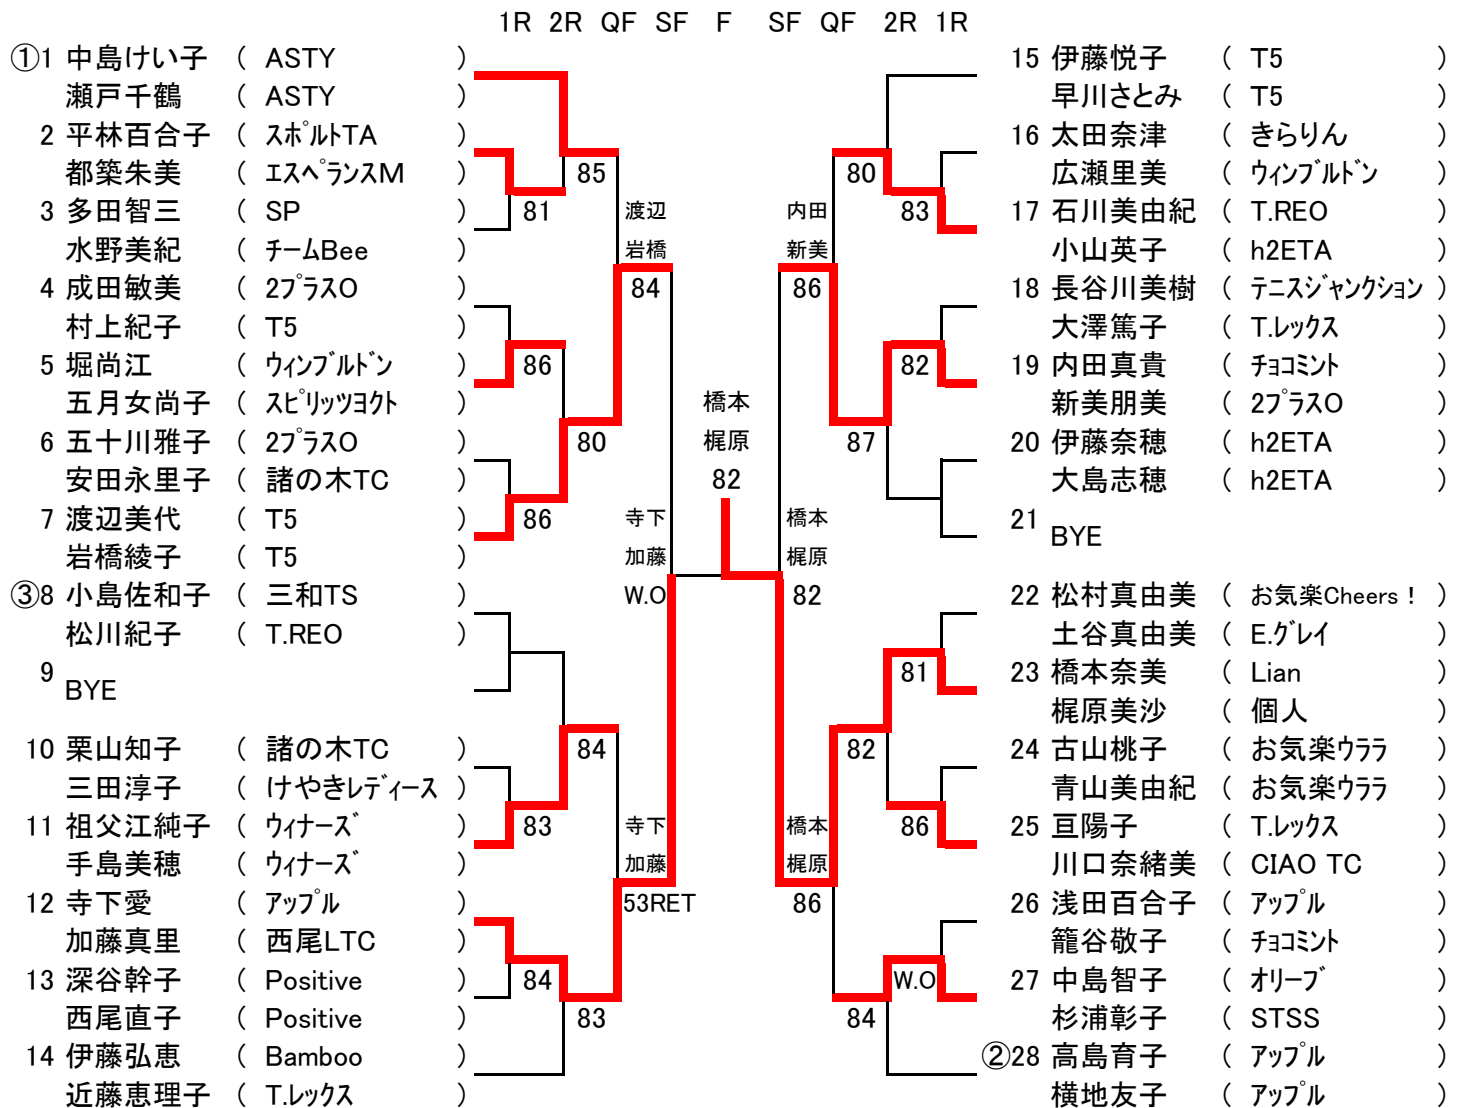 1R 2R QF SF F SF QF 2R 1R
①1 中島けい子 ( ASTY )
瀬戸千鶴 ( ASTY )
2 平林百合子 ( スポルトTA )
都築朱美 ( エスペランスM )
3 多田智三 ( SP )
水野美紀 ( チームBee )
4 成田敏美 ( 2プラスO )
村上紀子 ( T5 )
5 堀尚江 ( ウィンブルドン )
五月女尚子 ( スピリッツヨクト )
6 五十川雅子 ( 2プラスO )
安田永里子 ( 諸の木TC )
7 渡辺美代 ( T5 )
岩橋綾子 ( T5 )
③8 小島佐和子 ( 三和TS )
松川紀子 ( T.REO )
9
BYE
10 栗山知子 ( 諸の木TC )
三田淳子 ( けやきレディース )
11 祖父江純子 ( ウィナーズ )
手島美穂 ( ウィナーズ )
12 寺下愛 ( アップル )
加藤真里 ( 西尾LTC )
13 深谷幹子 ( Positive )
西尾直子 ( Positive )
14 伊藤弘恵 ( Bamboo )
近藤恵理子 ( T.レックス )
81
86
86
83
84
85
80
84
83
渡辺
岩橋
84
寺下
加藤
53RET
寺下
加藤
W.O
橋本
梶原
82
内田
新美
86
橋本
梶原
82
橋本
梶原
86
80
87
82
84
83
82
81
86
W.O
15 伊藤悦子 ( T5 )
早川さとみ ( T5 )
16 太田奈津 ( きらりん )
広瀬里美 ( ウィンブルドン )
17 石川美由紀 ( T.REO )
小山英子 ( h2ETA )
18 長谷川美樹 ( テニスジャンクション )
大澤篤子 ( T.レックス )
19 内田真貴 ( チョコミント )
新美朋美 ( 2プラスO )
20 伊藤奈穂 ( h2ETA )
大島志穂 ( h2ETA )
21
BYE
22 松村真由美 ( お気楽Cheers！ )
土谷真由美 ( E.グレイ )
23 橋本奈美 ( Lian )
梶原美沙 ( 個人 )
24 古山桃子 ( お気楽ウララ )
青山美由紀 ( お気楽ウララ )
25 亘陽子 ( T.レックス )
川口奈緒美 ( CIAO TC )
26 浅田百合子 ( アップル )
籠谷敬子 ( チョコミント )
27 中島智子 ( オリーブ )
杉浦彰子 ( STSS )
②28 高島育子 ( アップル )
横地友子 ( アップル )